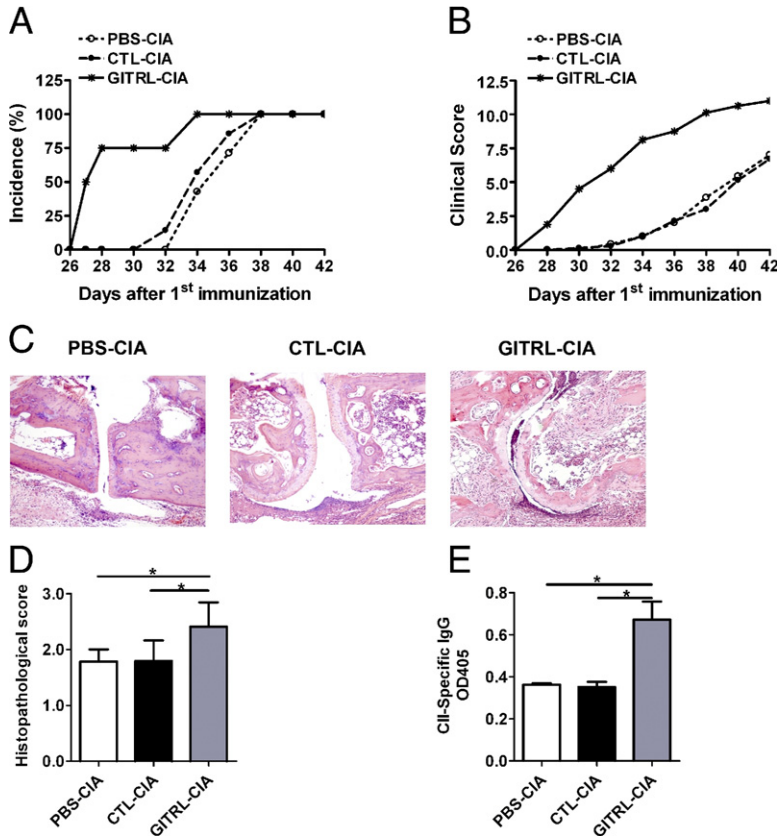 A
PBS-CIA
CTL-CIA
GITRL-CIA
Incidence (%)
125
100
75
50
25
0
26 28 30 32 34 36 38 40 42
Days after 1st immunization
B
PBS-CIA
CTL-CIA
GITRL-CIA
Clinical Score
12.5
10.0
7.5
5.0
2.5
0
26 28 30 32 34 36 38 40 42
Days after 1st immunization
C
PBS-CIA CTL-CIA GITRL-CIA
D
Histopathological score
3.0
2.0
1.0
0.0
* *
PBS-CIA CTL-CIA GITRL-CIA
E
CII-Specific IgG
OD405
0.8
0.6
0.4
0.2
0.0
* *
PBS-CIA CTL-CIA GITRL-CIA